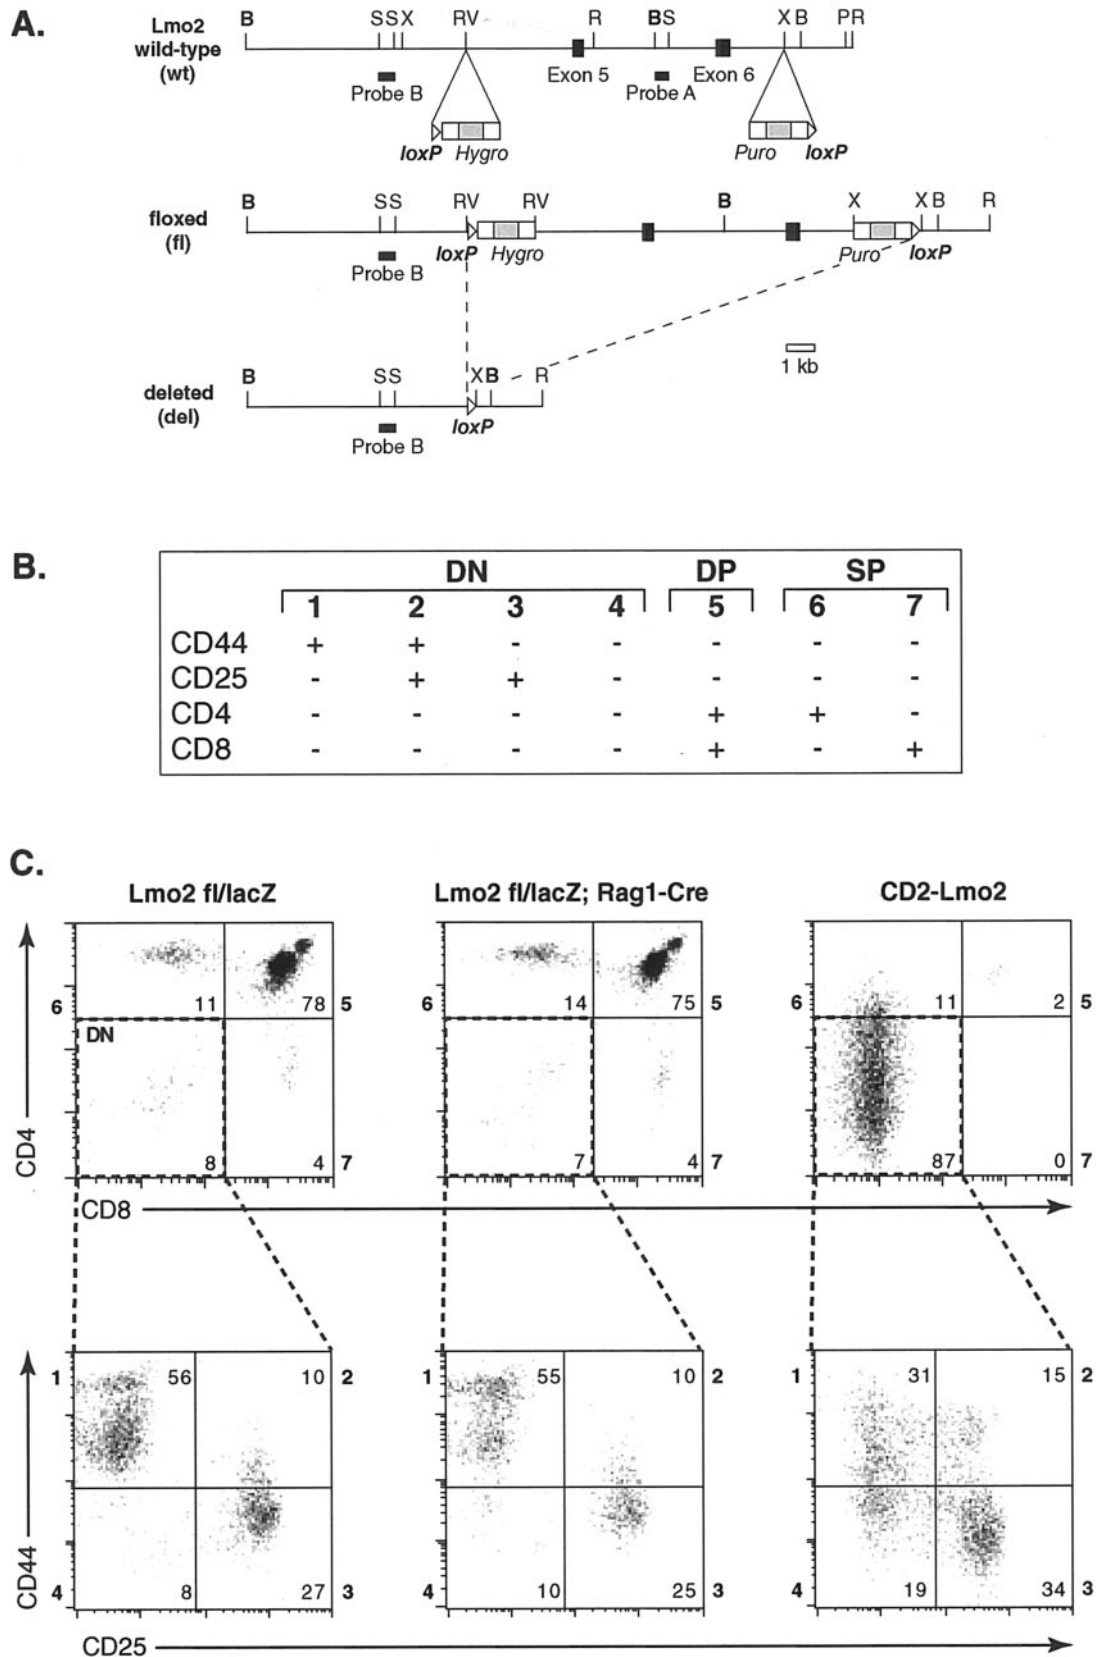 A.
Lmo2
wild-type
(wt)
B SSX RV R BS X B PR
Exon 5 Exon 6
Probe B Probe A
loxP Hygro Puro loxP
floxed
(fl)
B SS RV RV B X X B R
loxP Hygro Puro loxP
Probe B
1 kb
deleted
(del)
B SS X B R
loxP
Probe B
B.
DN DP SP
1 2 3 4 5 6 7
CD44 + + - - - - -
CD25 - + + - - - -
CD4 - - - - + + -
CD8 - - - - + - +
C.
Lmo2 fl/lacZ Lmo2 fl/lacZ; Rag1-Cre CD2-Lmo2
6 11 78 5 6 14 75 5 6 11 2 5
DN
8 4 7 7 4 7 87 0 7
CD4
CD8
1 56 10 2 1 55 10 2 1 31 15 2
4 8 27 3 4 10 25 3 4 19 34 3
CD44
CD25